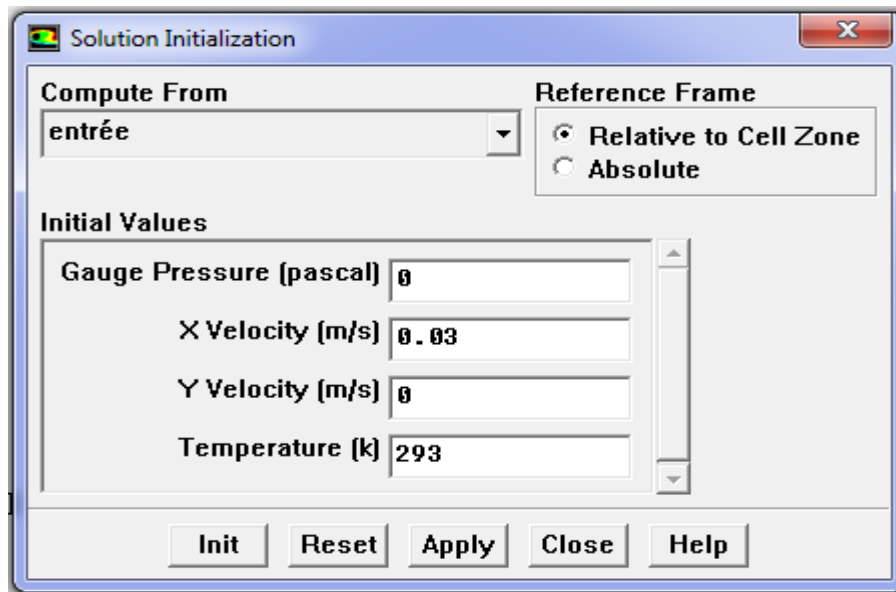 Solution Initialization
Compute From
entrée
Reference Frame
Relative to Cell Zone
Absolute
Initial Values
Gauge Pressure (pascal) 0
X Velocity (m/s) 0.03
Y Velocity (m/s) 0
Temperature (k) 293
Init Reset Apply Close Help